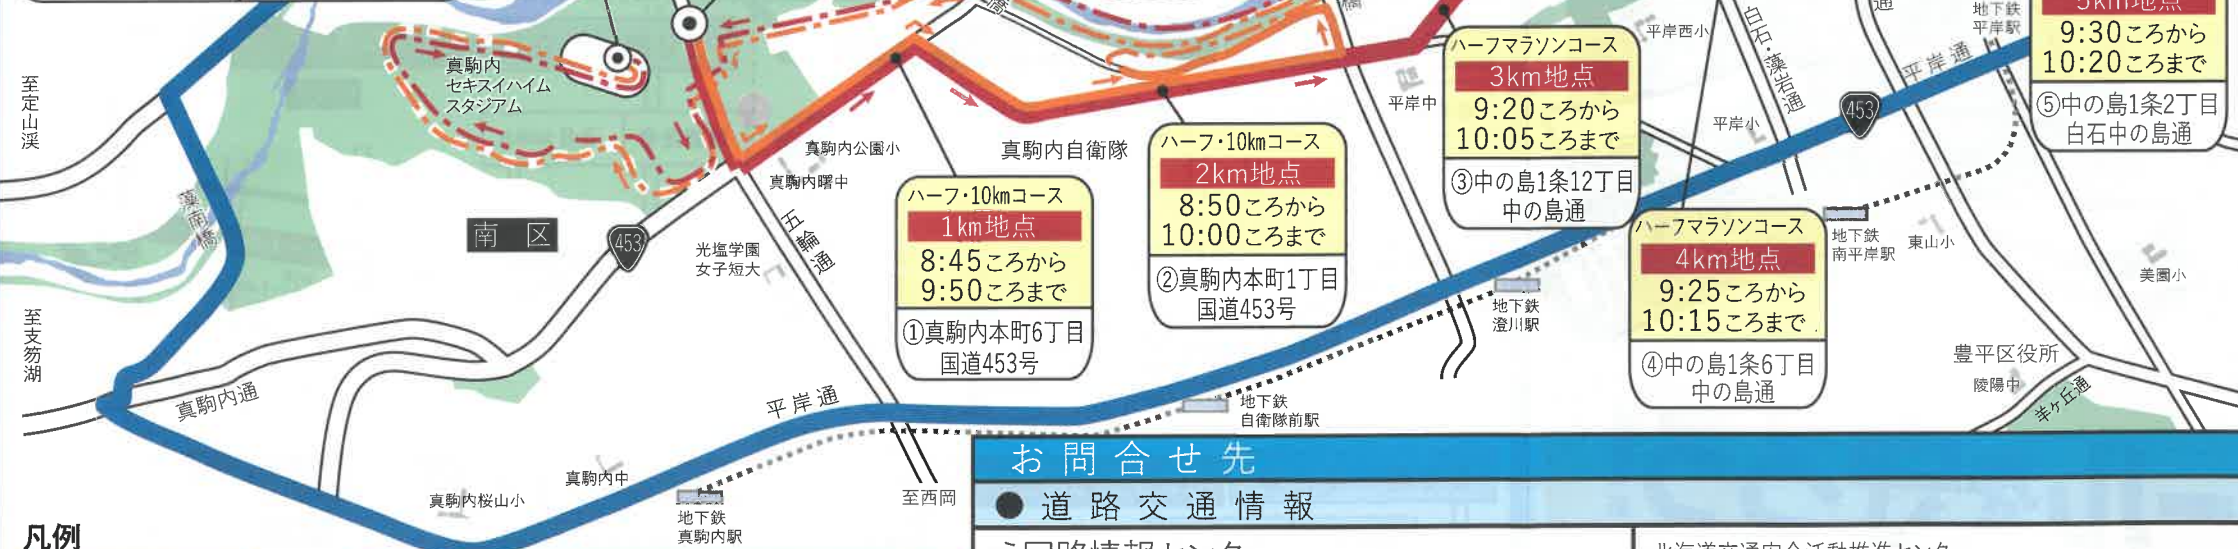 真駒内
セキスイハイム
スタジアム
至定山渓
藻南橋
南区
453
至支笏湖
真駒内通
凡例
真駒内公園小
真駒内曙中
光塩学園
女子短大
五輪通
真駒内自衛隊
ハーフ・10kmコース
1km地点
8:45ころから
9:50ころまで
①真駒内本町6丁目
国道453号
ハーフ・10kmコース
2km地点
8:50ころから
10:00ころまで
②真駒内本町1丁目
国道453号
平岸中
ハーフマラソンコース
3km地点
9:20ころから
10:05ころまで
③中の島1条12丁目
中の島通
平岸西小
白石・藻岩通
平岸小
453
平岸通
地下鉄
平岸駅
5km地点
9:30ころから
10:20ころまで
⑤中の島1条2丁目
白石中の島通
ハーフマラソンコース
4km地点
9:25ころから
10:15ころまで
④中の島1条6丁目
中の島通
地下鉄
南平岸駅
東山小
美園小
豊平区役所
陵陽中
羊ヶ丘通
地下鉄
澄川駅
地下鉄
自衛隊前駅
平岸通
真駒内中
真駒内桜山小
地下鉄
真駒内駅
至西岡
お問合せ先
●道路交通情報